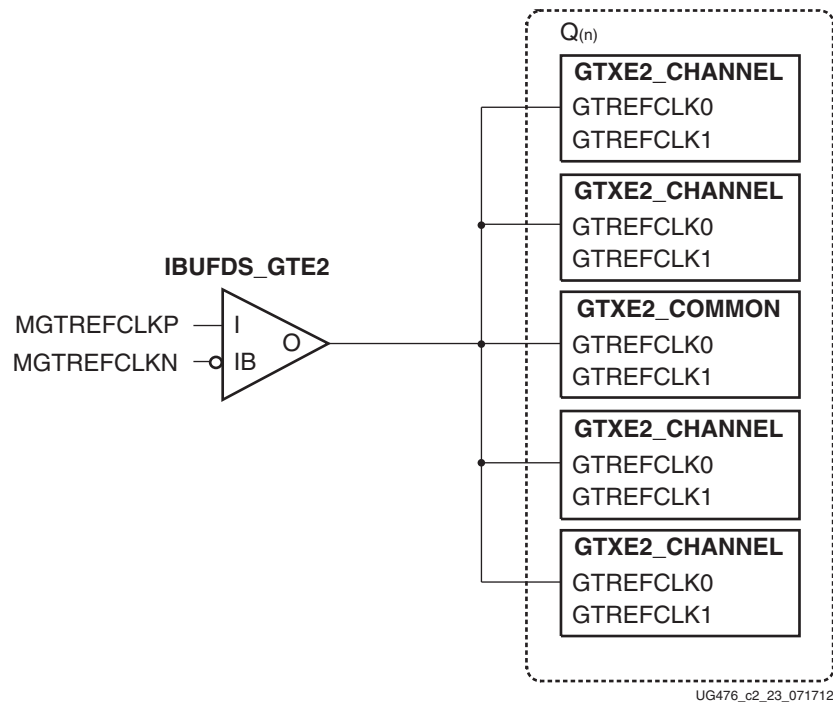 Q(n)
GTXE2_CHANNEL
GTREFCLK0
GTREFCLK1
GTXE2_CHANNEL
GTREFCLK0
GTREFCLK1
IBUFDS_GTE2
MGTREFCLKP
I
O
MGTREFCLKN
IB
GTXE2_COMMON
GTREFCLK0
GTREFCLK1
GTXE2_CHANNEL
GTREFCLK0
GTREFCLK1
GTXE2_CHANNEL
GTREFCLK0
GTREFCLK1
UG476_c2_23_071712